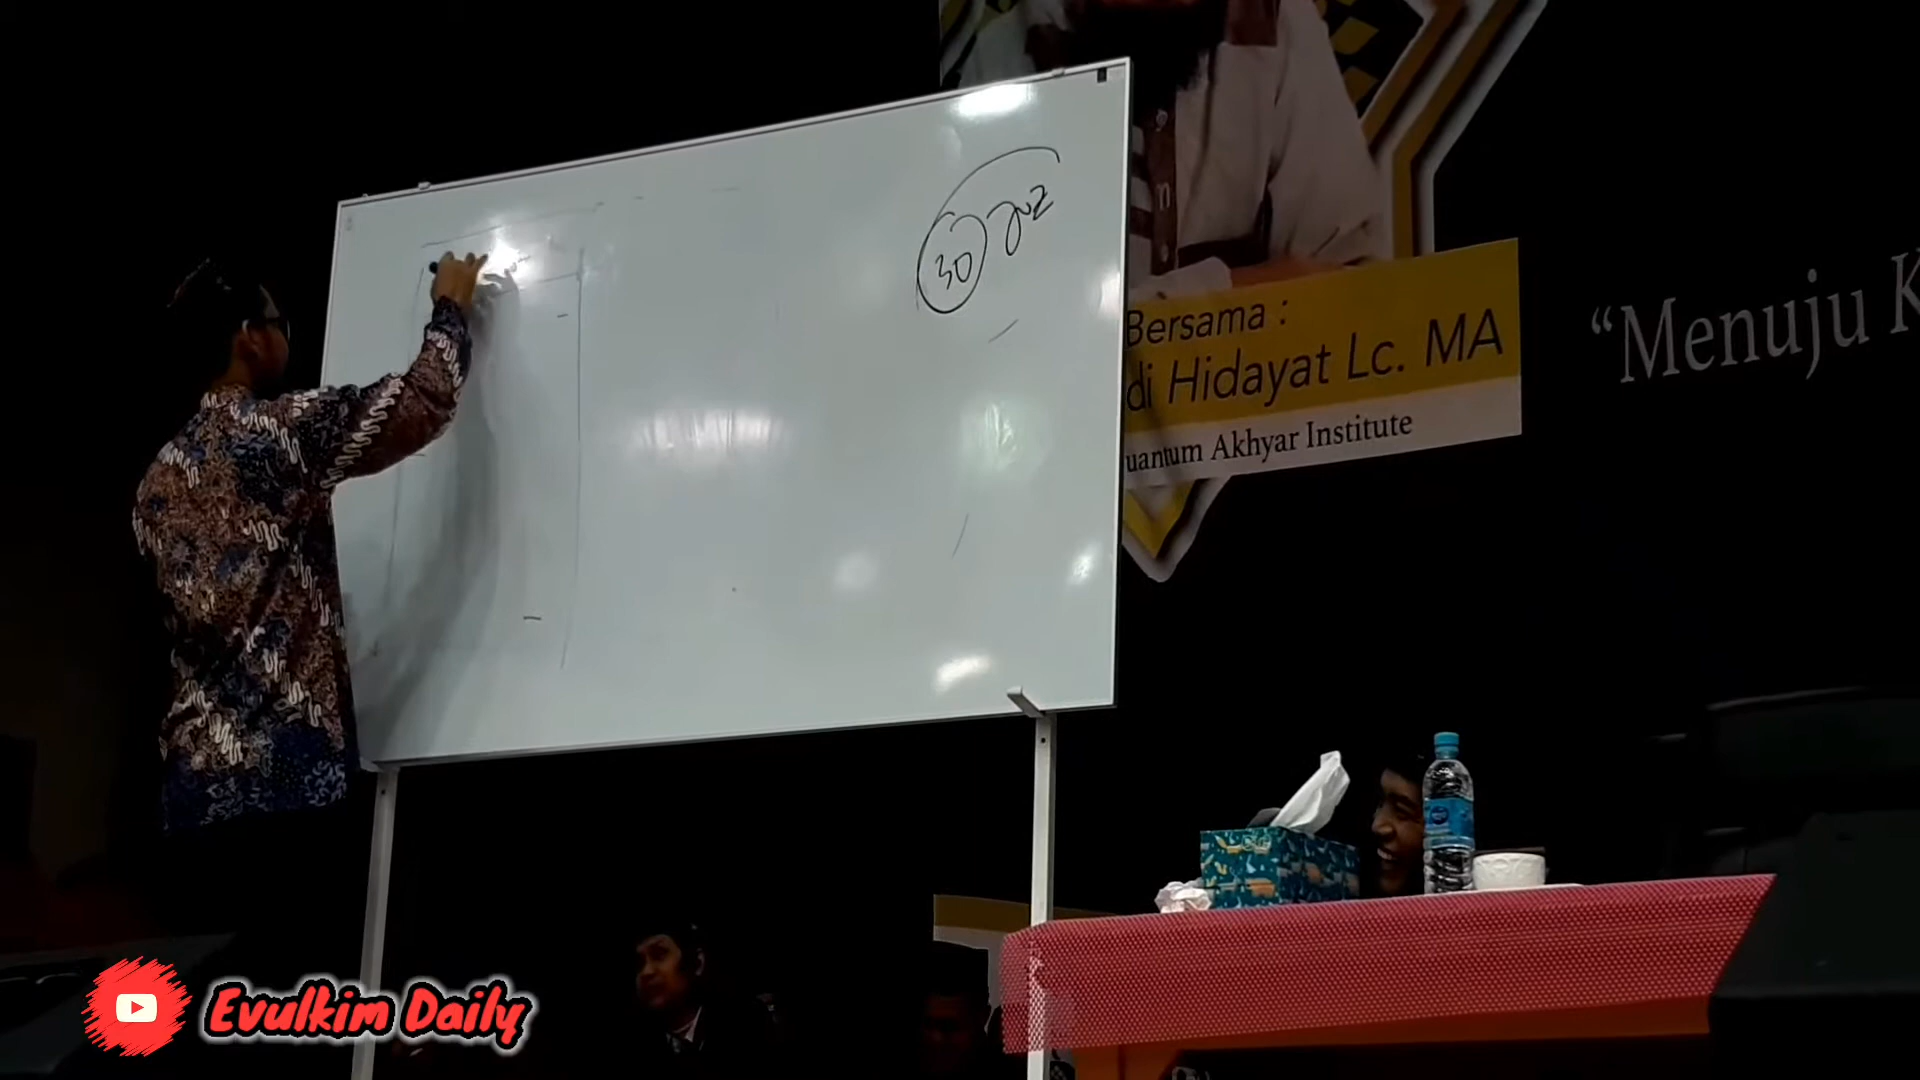 30 Juz
Bersama :
di Hidayat Lc. MA
uantum Akhyar Institute
“Menuju K
Evulkim Daily